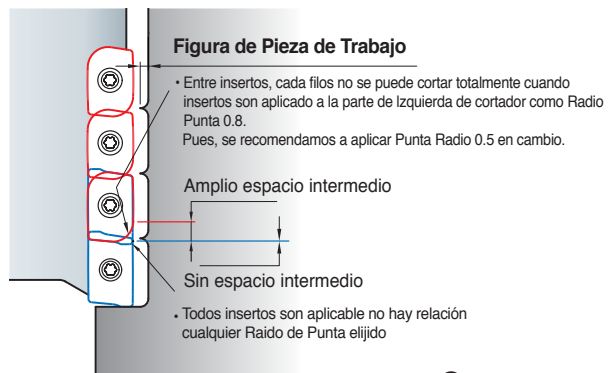 Figura de Pieza de Trabajo
• Entre insertos, cada filos no se puede cortar totalmente cuando
insertos son aplicado a la parte de Izquierda de cortador como Radio
Punta 0.8.
Pues, se recomendamos a aplicar Punta Radio 0.5 en cambio.
Amplio espacio intermedio
Sin espacio intermedio
• Todos insertos son aplicable no hay relación
cualquier Raido de Punta elijido